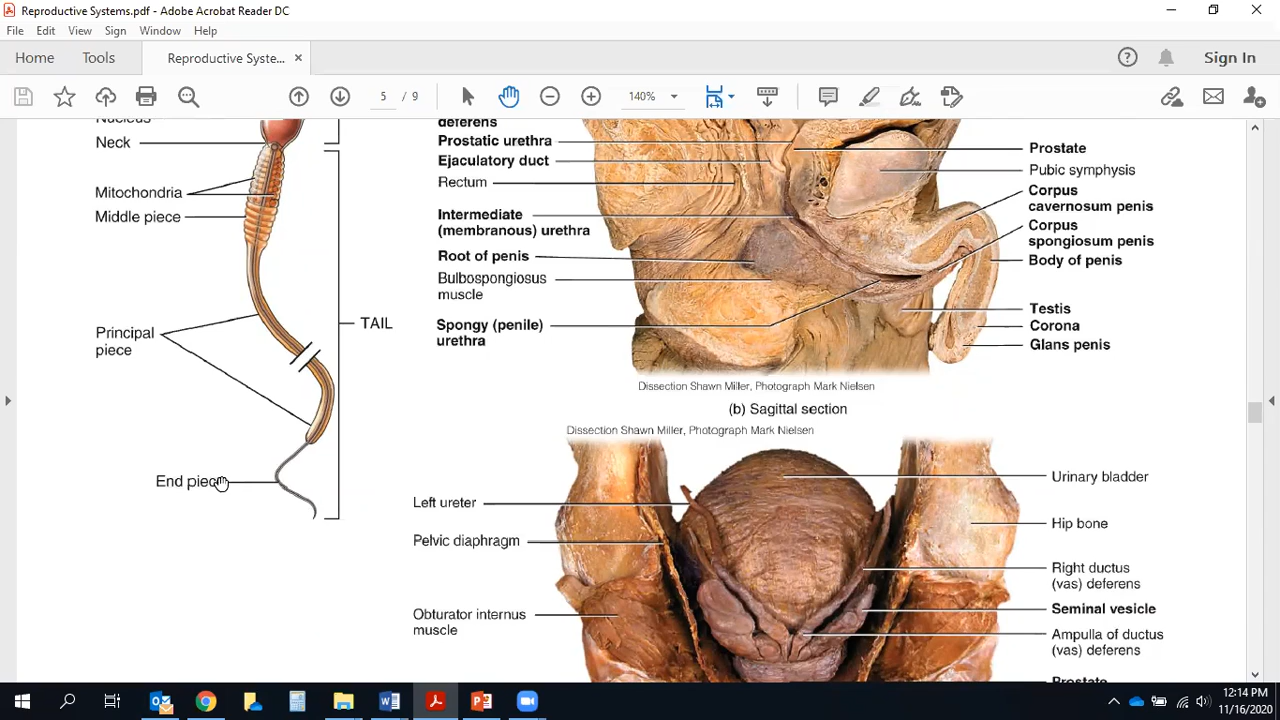 Reproductive Systems.pdf - Adobe Acrobat Reader DC
File Edit View Sign Window Help
Home Tools Reproductive Syste... × Sign In
5 / 9 140%
Nucleus
Neck
Mitochondria
Middle piece
Principal
piece
TAIL
End piece
deferens
Prostatic urethra
Ejaculatory duct
Rectum
Intermediate
(membranous) urethra
Root of penis
Bulbospongiosus
muscle
Spongy (penile)
urethra
Prostate
Pubic symphysis
Corpus
cavernosum penis
Corpus
spongiosum penis
Body of penis
Testis
Corona
Glans penis
Dissection Shawn Miller, Photograph Mark Nielsen
(b) Sagittal section
Dissection Shawn Miller, Photograph Mark Nielsen
Left ureter
Pelvic diaphragm
Obturator internus
muscle
Urinary bladder
Hip bone
Right ductus
(vas) deferens
Seminal vesicle
Ampulla of ductus
(vas) deferens
Prostate
12:14 PM
11/16/2020